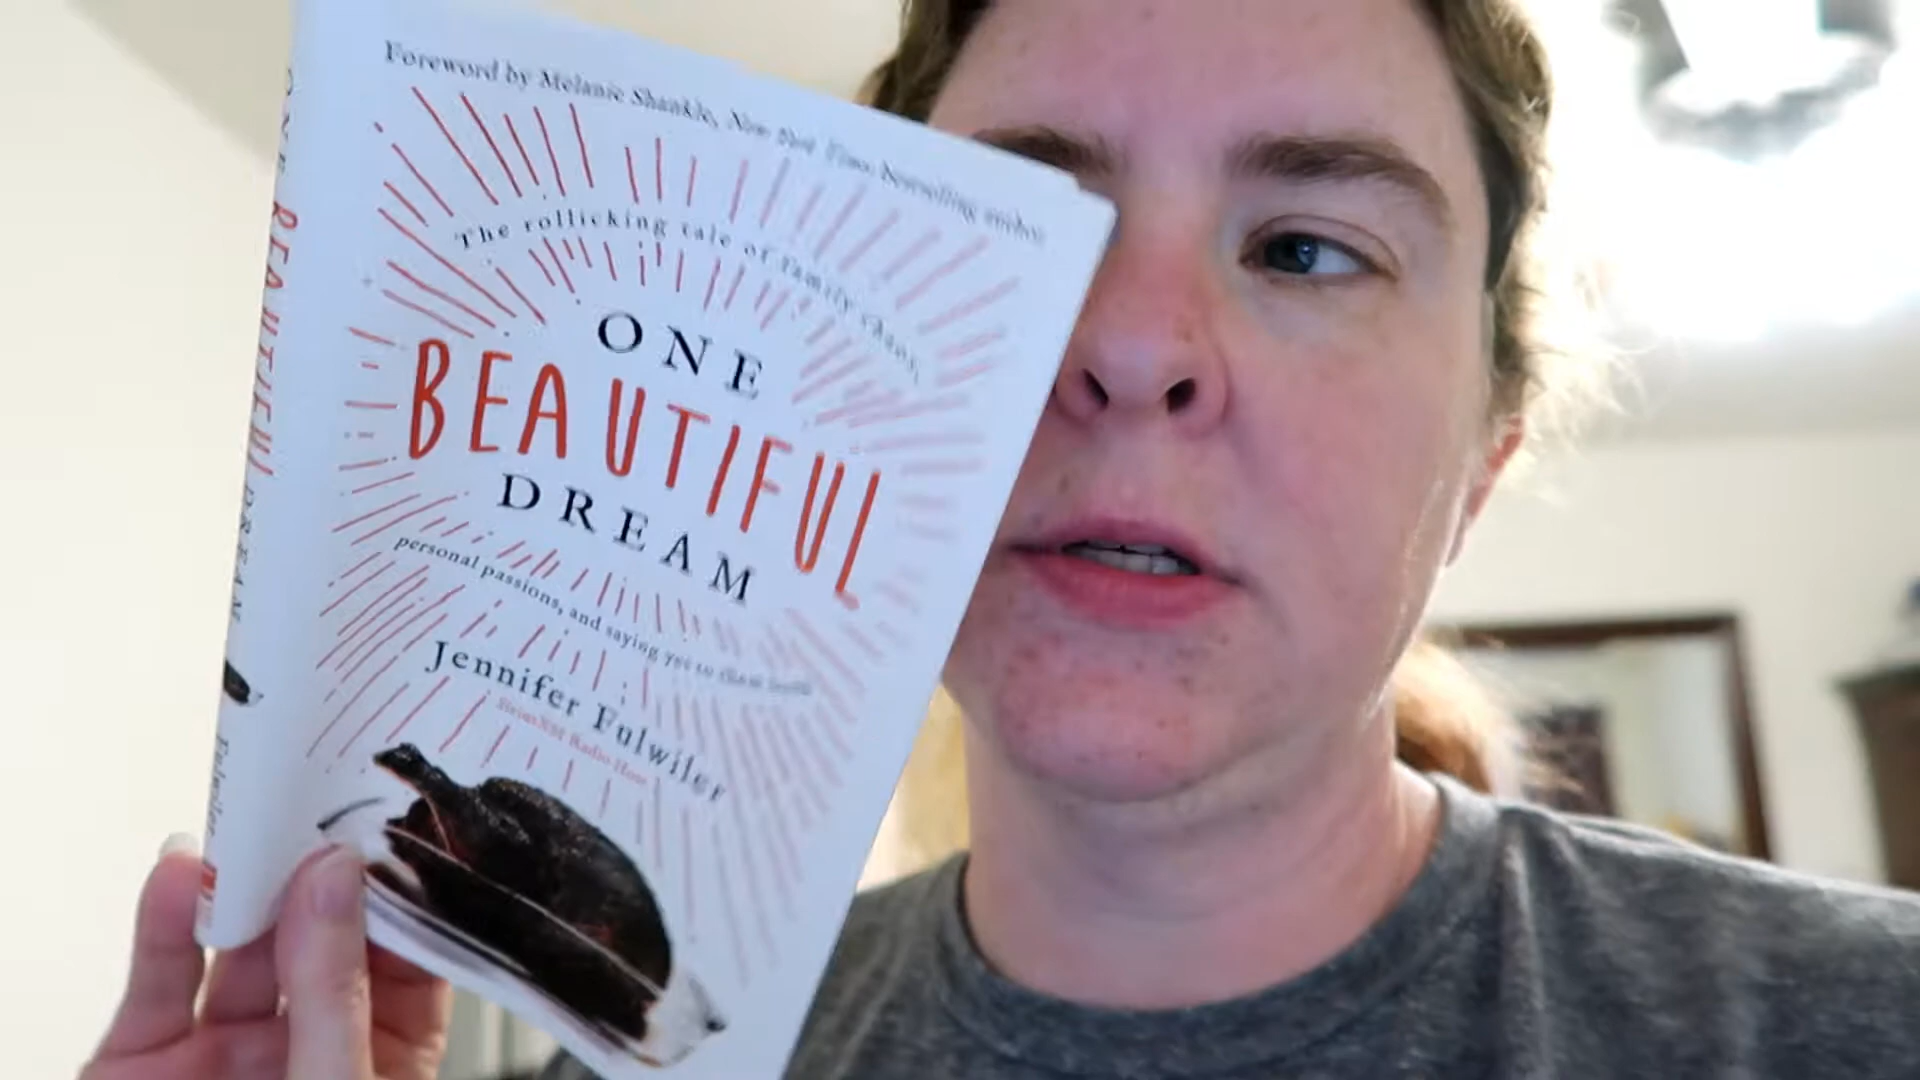 Foreword by Melanie Shankle, New York Times bestselling author
The rollicking tale of family chaos,
ONE
BEAUTIFUL
DREAM
personal passions, and saying yes to them both
Jennifer Fulwiler
SiriusXM Radio Host
ONE BEAUTIFUL DREAM Fulwiler